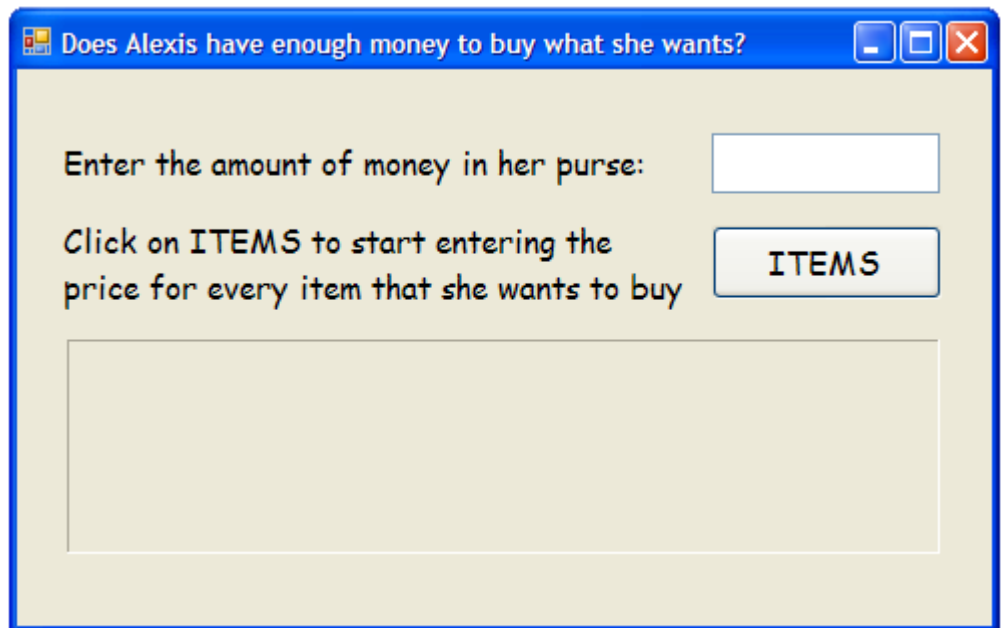 Does Alexis have enough money to buy what she wants?
Enter the amount of money in her purse:
Click on ITEMS to start entering the
price for every item that she wants to buy
ITEMS